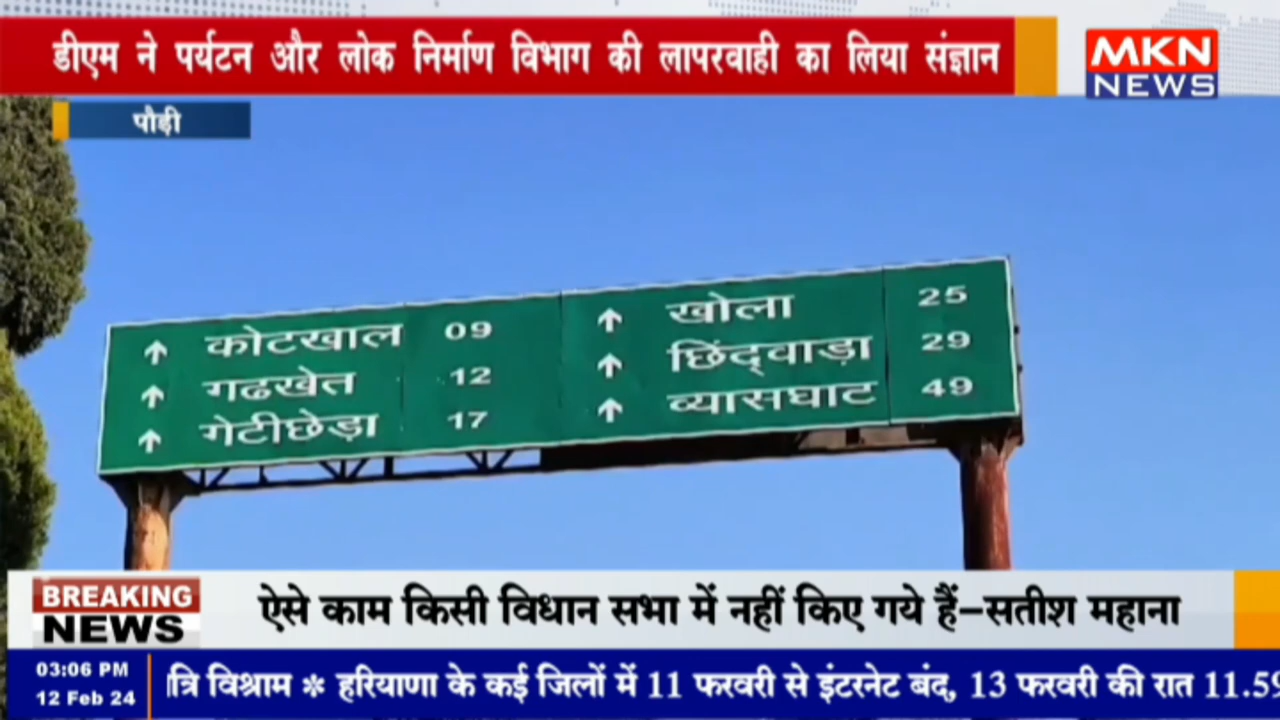 डीएम ने पर्यटन और लोक निर्माण विभाग की लापरवाही का लिया संज्ञान
MKN
NEWS
पौड़ी
कोटखाल 09
गढखेत 12
गेटीछेड़ा 17
खोला 25
छिंद्वाड़ा 29
व्यासघाट 49
BREAKING
NEWS
ऐसे काम किसी विधान सभा में नहीं किए गये हैं–सतीश महाना
03:06 PM
12 Feb 24
त्रि विश्राम * हरियाणा के कई जिलों में 11 फरवरी से इंटरनेट बंद, 13 फरवरी की रात 11.59